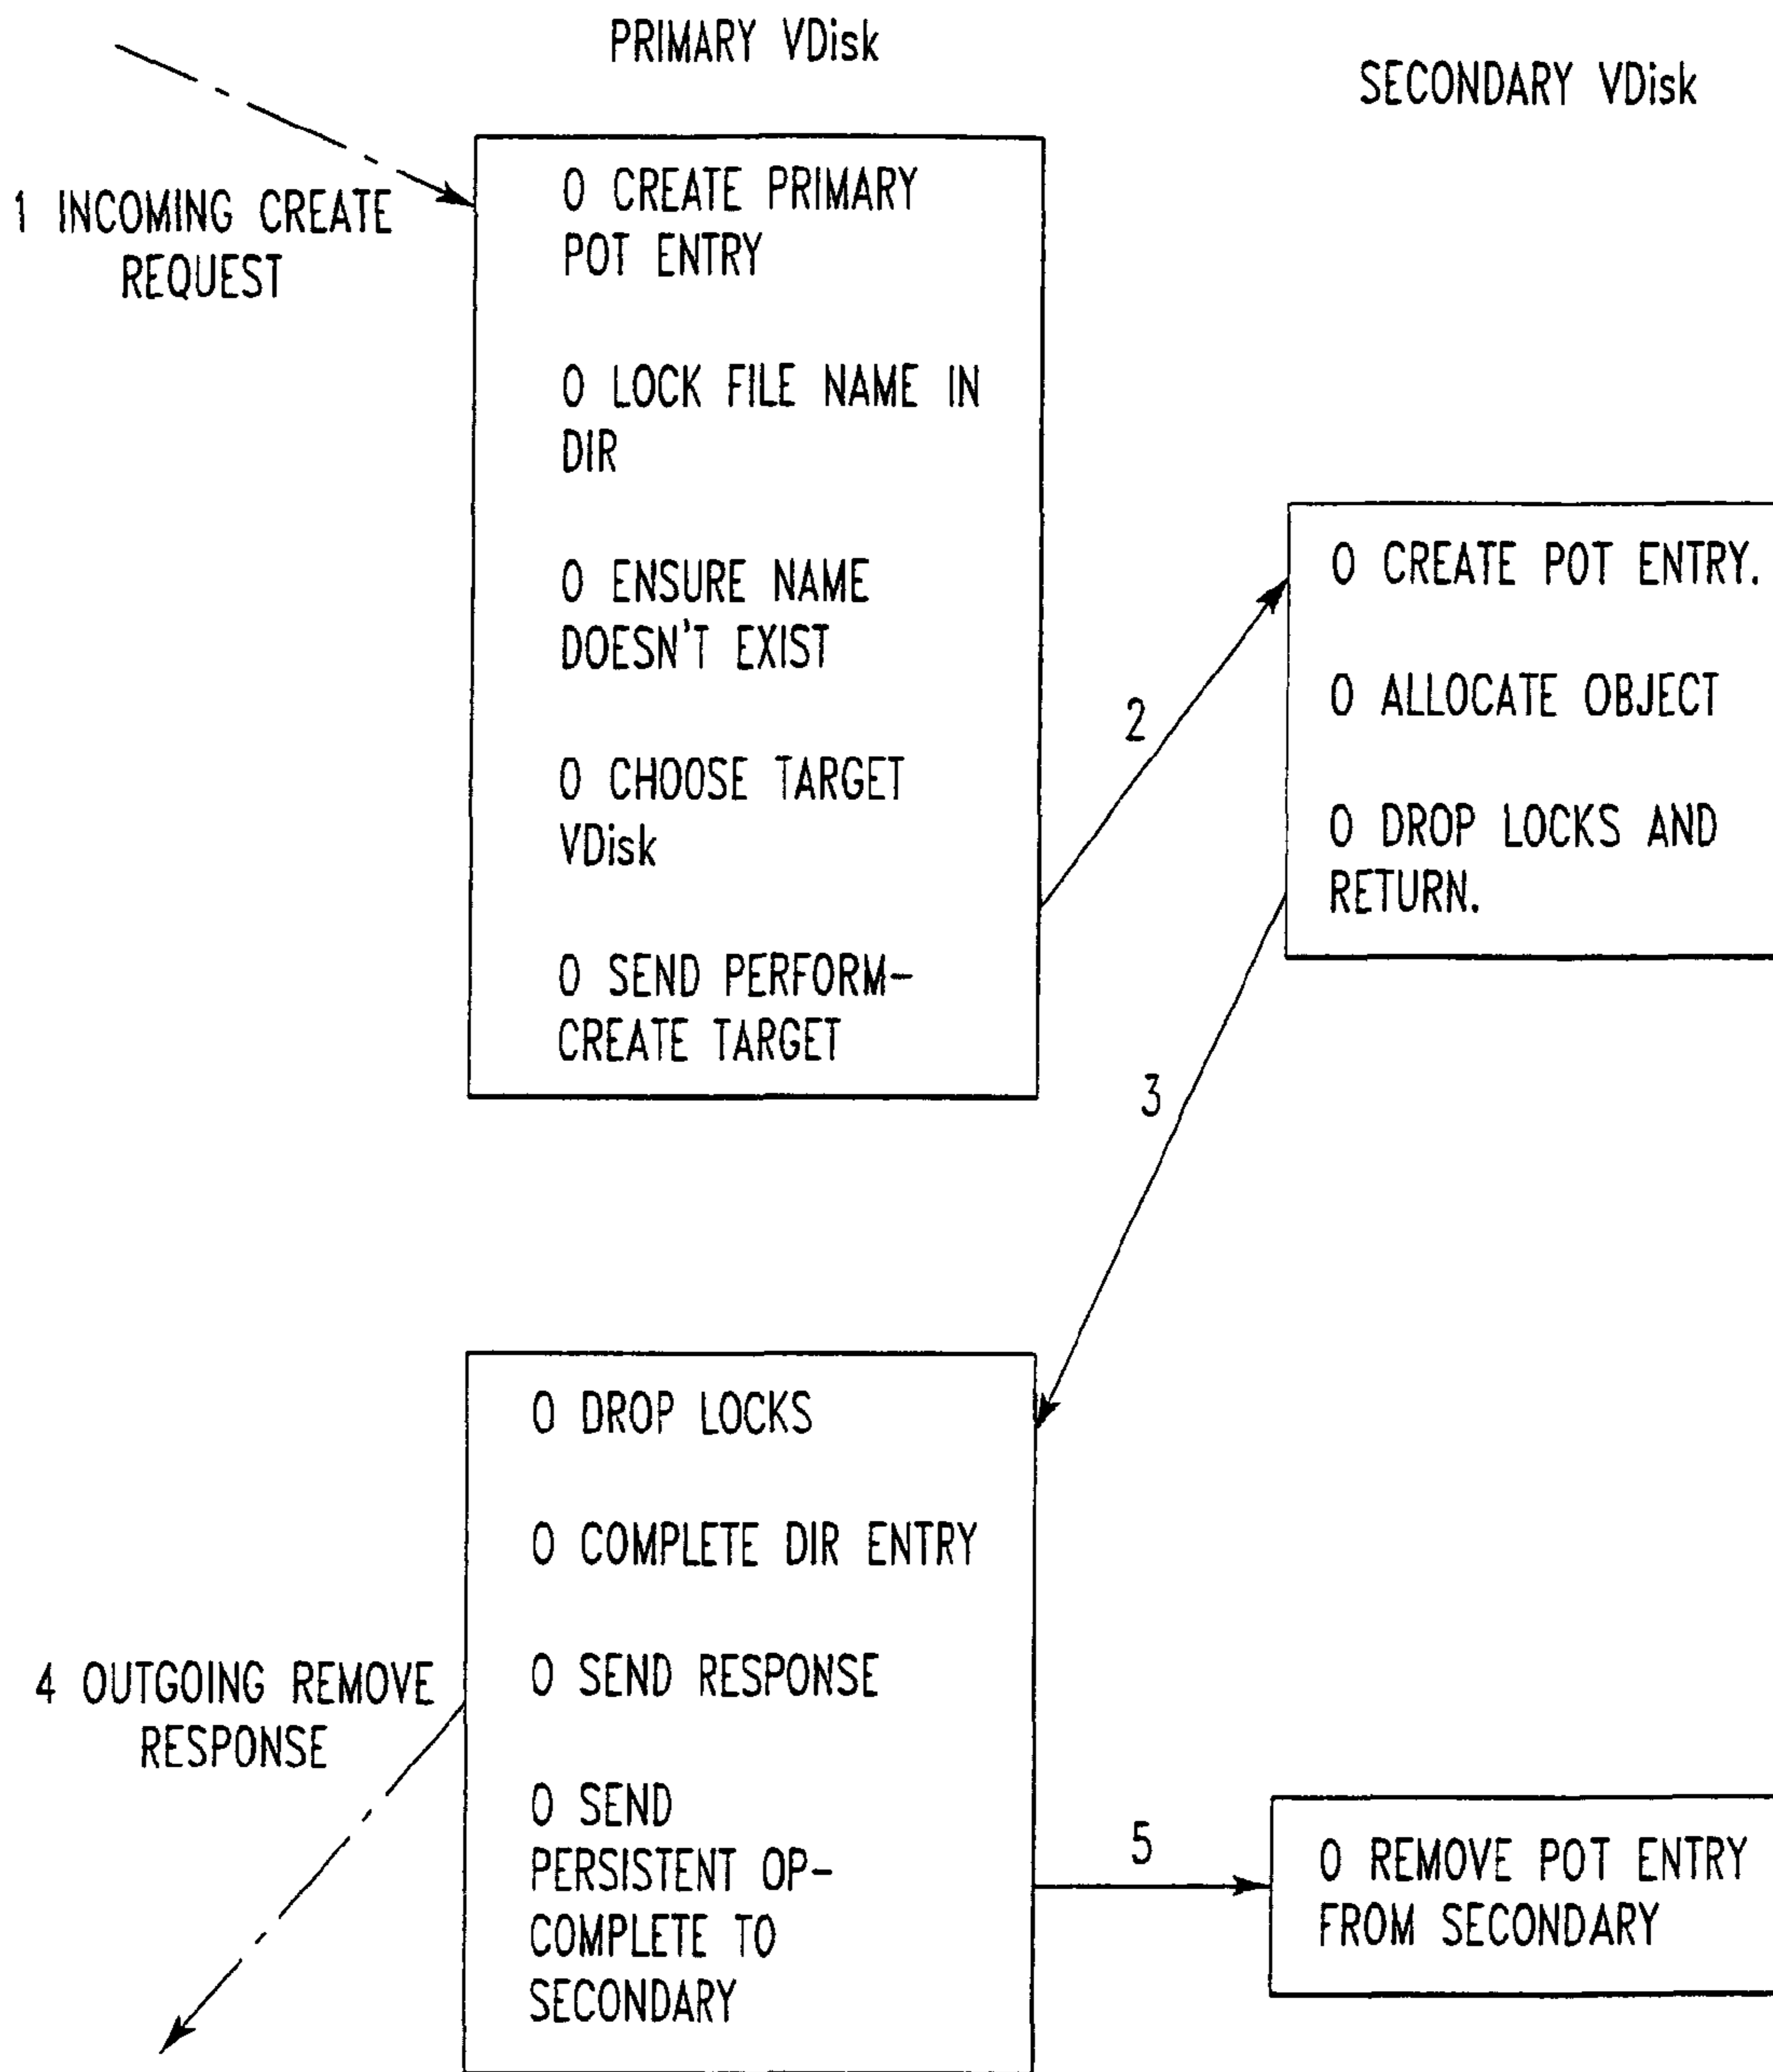 PRIMARY VDisk
SECONDARY VDisk
1 INCOMING CREATE
REQUEST
O CREATE PRIMARY
POT ENTRY
O LOCK FILE NAME IN
DIR
O ENSURE NAME
DOESN'T EXIST
O CHOOSE TARGET
VDisk
O SEND PERFORM-
CREATE TARGET
2
O CREATE POT ENTRY.
O ALLOCATE OBJECT
O DROP LOCKS AND
RETURN.
3
O DROP LOCKS
O COMPLETE DIR ENTRY
O SEND RESPONSE
O SEND
PERSISTENT OP-
COMPLETE TO
SECONDARY
4 OUTGOING REMOVE
RESPONSE
5
O REMOVE POT ENTRY
FROM SECONDARY